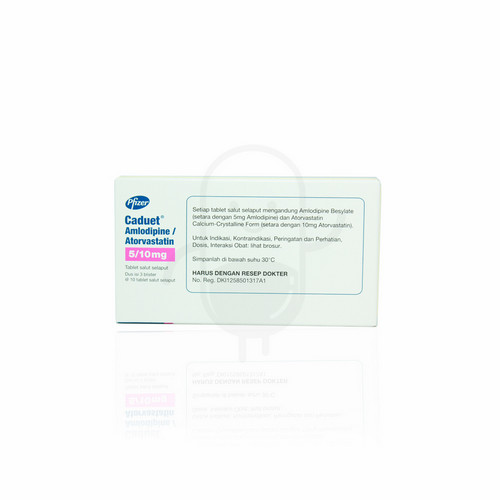 Pfizer
Caduet®
Amlodipine /
Atorvastatin
5/10mg
Tablet salut selaput
Dus isi 3 blister
@ 10 tablet salut selaput
Setiap tablet salut selaput mengandung Amlodipine Besylate
(setara dengan 5mg Amlodipine) dan Atorvastatin
Calcium-Crystalline Form (setara dengan 10mg Atorvastatin).
Untuk Indikasi, Kontraindikasi, Peringatan dan Perhatian,
Dosis, Interaksi Obat: lihat brosur.
Simpanlah di bawah suhu 30°C
HARUS DENGAN RESEP DOKTER
No. Reg. DKI1258501317A1